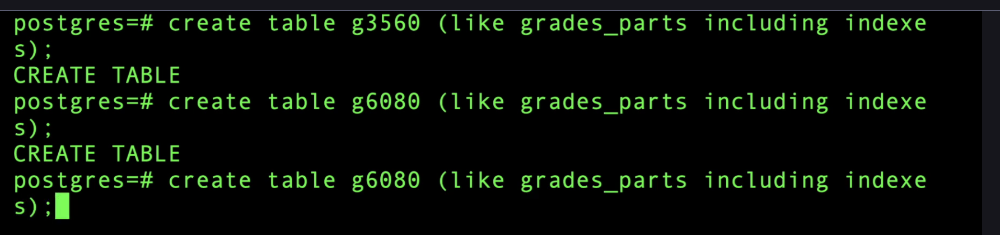 postgres=# create table g3560 (like grades_parts including indexe
s);
CREATE TABLE
postgres=# create table g6080 (like grades_parts including indexe
s);
CREATE TABLE
postgres=# create table g6080 (like grades_parts including indexe
s);